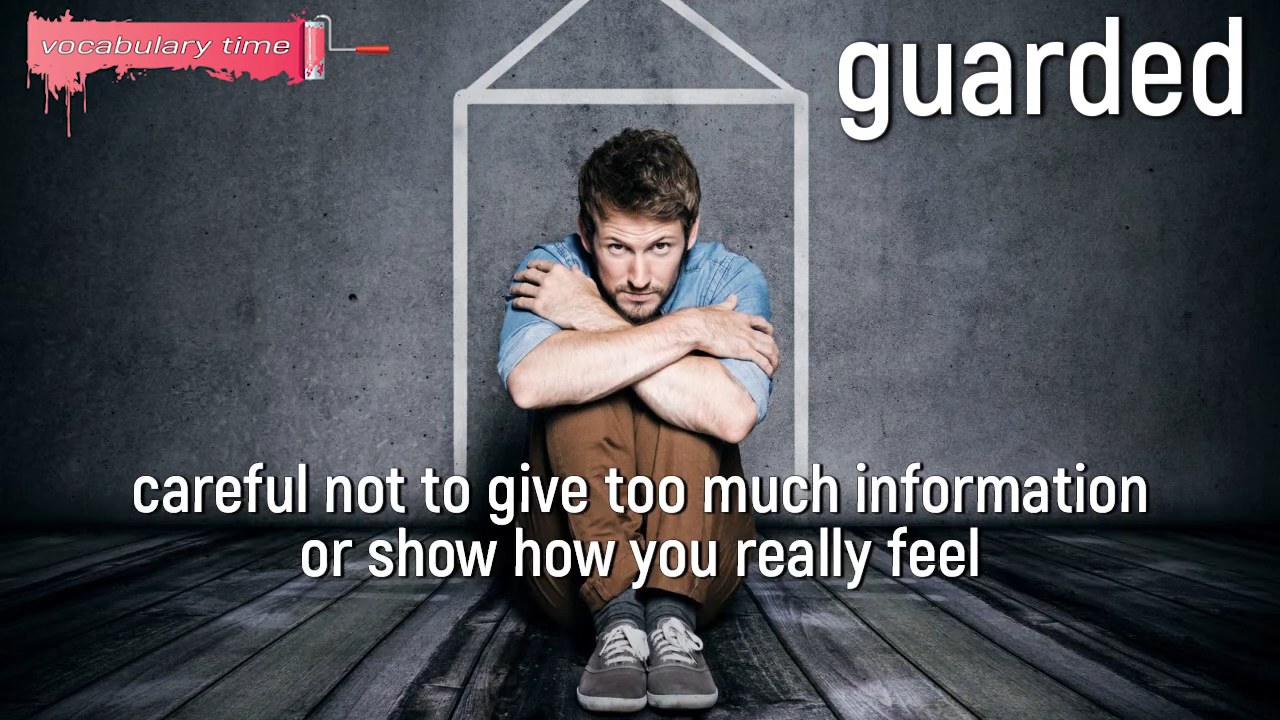 vocabulary time
guarded
careful not to give too much information
or show how you really feel